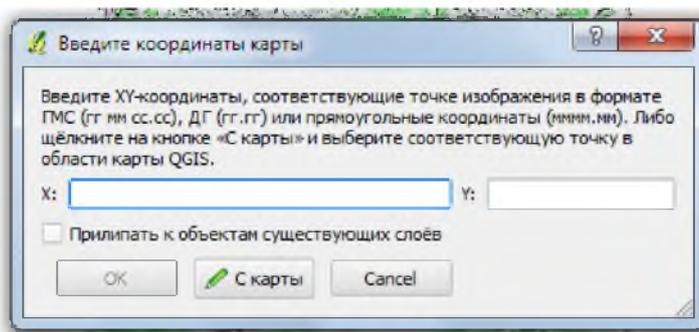 Введите координаты карты
Введите XY-координаты, соответствующие точке изображения в формате
ГМС (гг мм сс.сс), ДГ (гг.гг) или прямоугольные координаты (мммм.мм). Либо
щёлкните на кнопке «С карты» и выберите соответствующую точку в
области карты QGIS.
X: Y:
Прилипать к объектам существующих слоёв
OK С карты Cancel